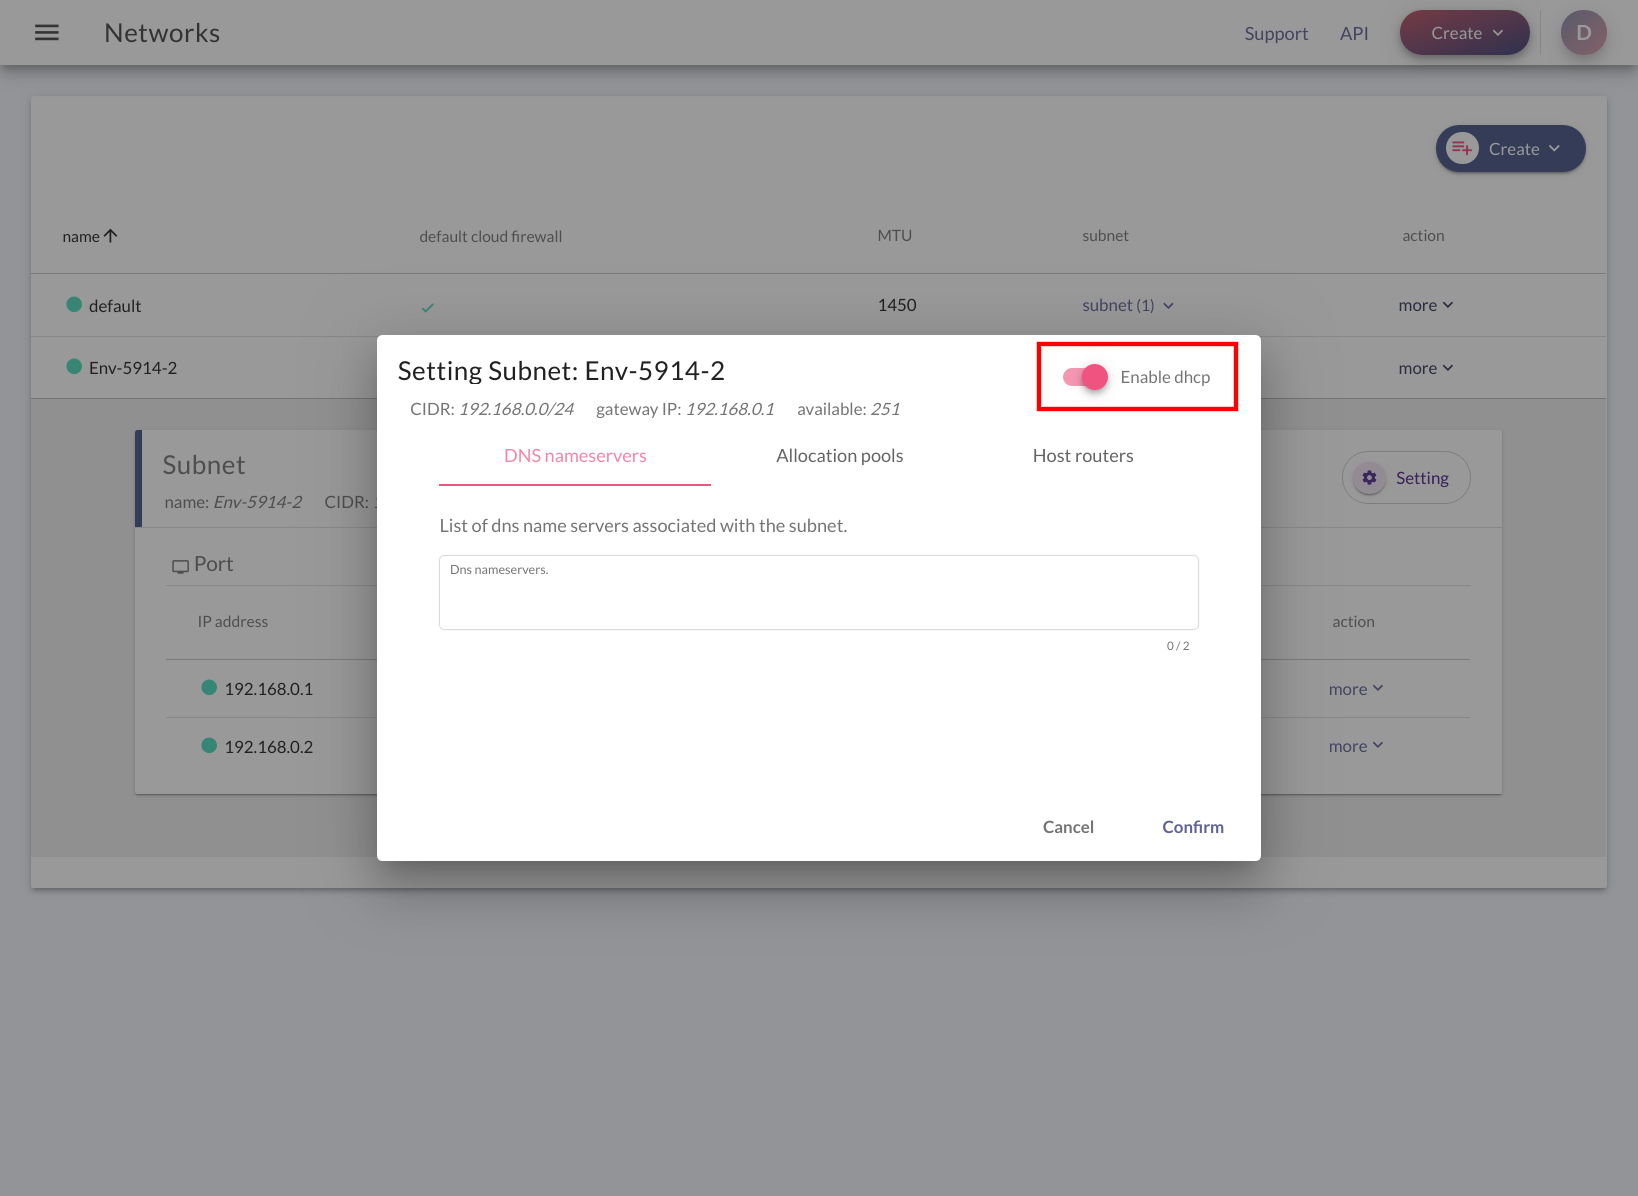 Networks
Support API Create D
Create
name default cloud firewall MTU subnet action
default 1450 subnet (1) more
Env-5914-2 more
Setting Subnet: Env-5914-2 Enable dhcp
CIDR: 192.168.0.0/24 gateway IP: 192.168.0.1 available: 251
DNS nameservers Allocation pools Host routers
List of dns name servers associated with the subnet.
Dns nameservers.
0 / 2
Cancel Confirm
Subnet
name: Env-5914-2 CIDR:
Setting
Port
IP address action
192.168.0.1 more
192.168.0.2 more